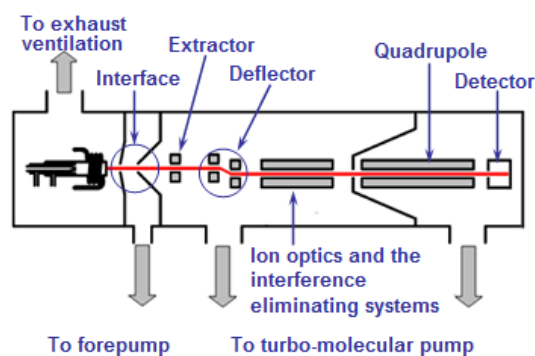 To exhaust
ventilation
Extractor
Interface
Deflector
Quadrupole
Detector
Ion optics and the
interference
eliminating systems
To forepump
To turbo-molecular pump